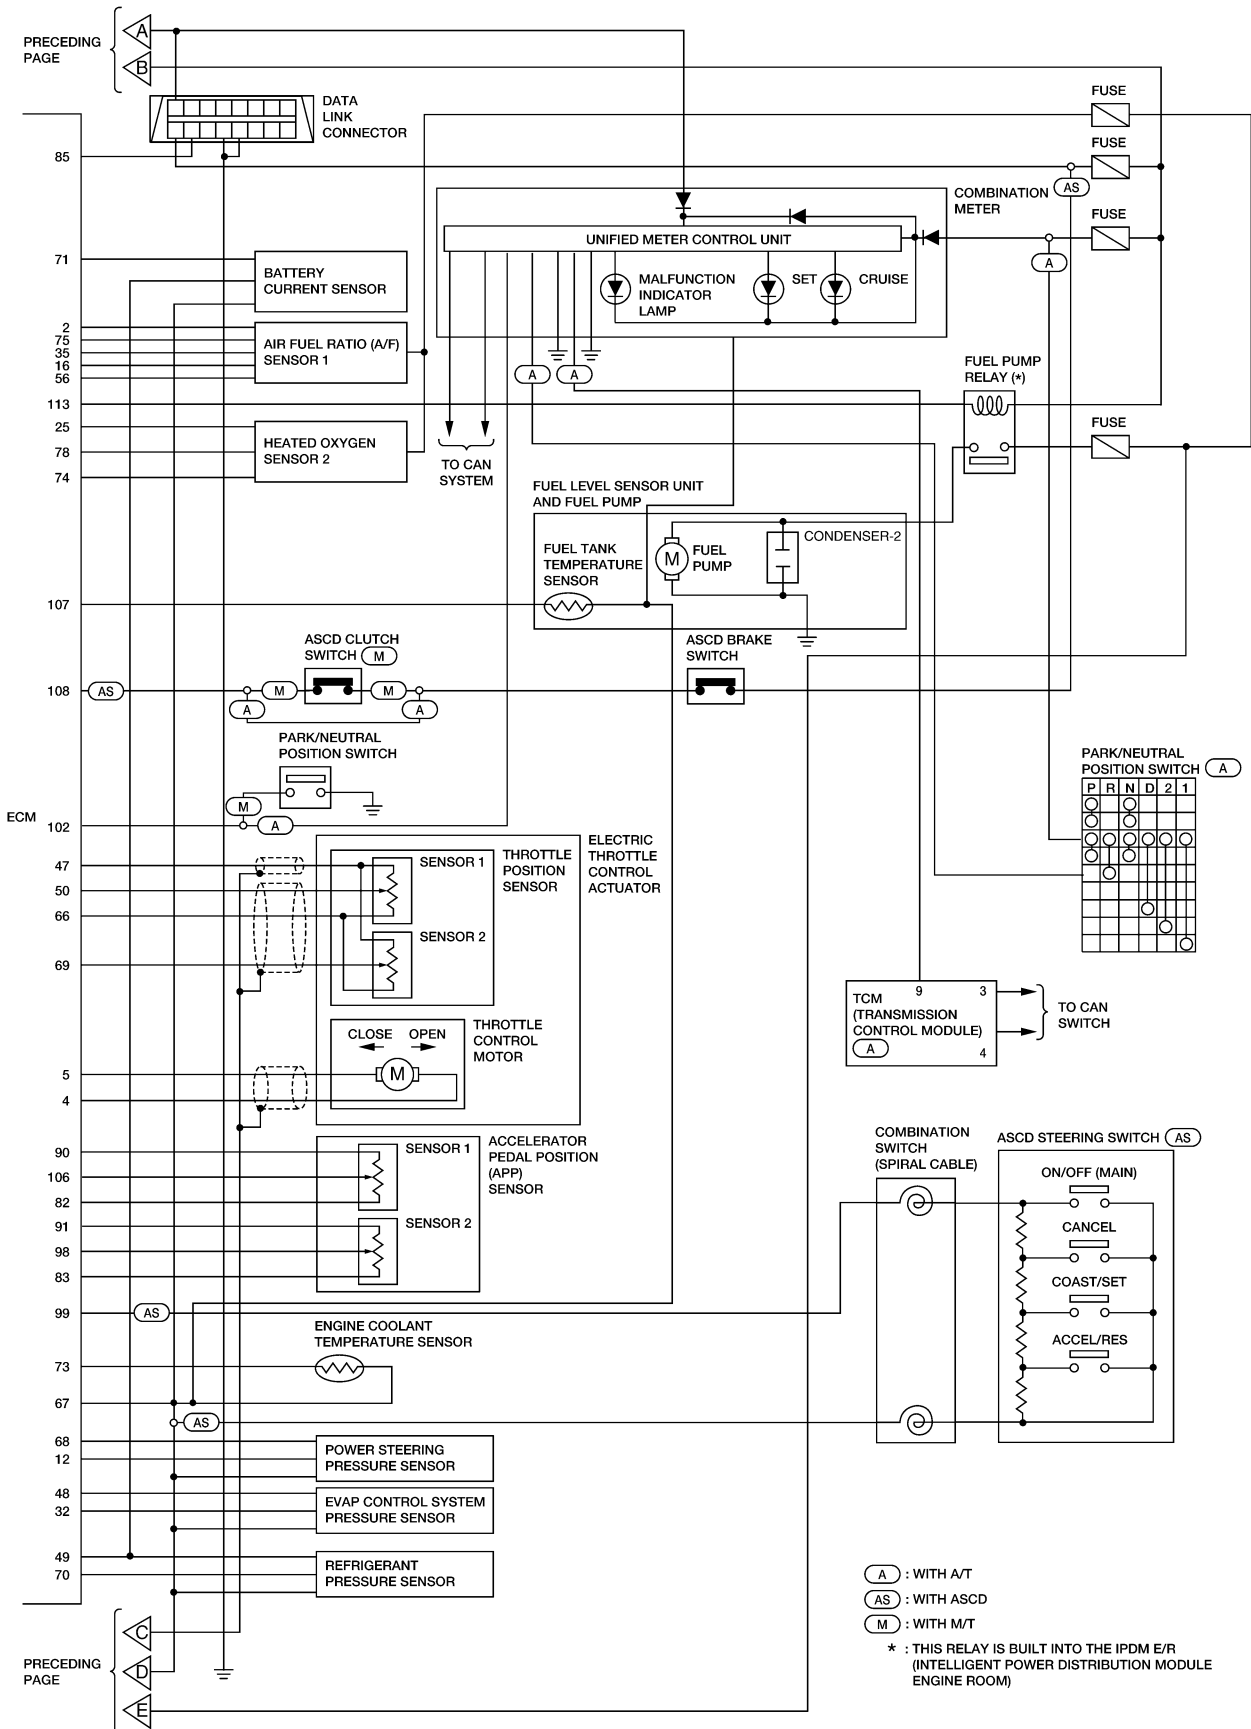 PRECEDING
PAGE
A
B
DATA
LINK
CONNECTOR
FUSE
FUSE
AS
FUSE
A
COMBINATION
METER
UNIFIED METER CONTROL UNIT
MALFUNCTION
INDICATOR
LAMP
SET
CRUISE
85
71
BATTERY
CURRENT SENSOR
2
75
35
16
56
AIR FUEL RATIO (A/F)
SENSOR 1
A
A
FUEL PUMP
RELAY (*)
113
25
78
74
HEATED OXYGEN
SENSOR 2
FUSE
TO CAN
SYSTEM
FUEL LEVEL SENSOR UNIT
AND FUEL PUMP
FUEL TANK
TEMPERATURE
SENSOR
M
FUEL
PUMP
CONDENSER-2
107
ASCD CLUTCH
SWITCH M
ASCD BRAKE
SWITCH
108
AS
M
M
A
A
PARK/NEUTRAL
POSITION SWITCH
M
A
ECM
102
PARK/NEUTRAL
POSITION SWITCH A
P R N D 2 1
47
50
66
69
SENSOR 1
SENSOR 2
THROTTLE
POSITION
SENSOR
ELECTRIC
THROTTLE
CONTROL
ACTUATOR
9
3
4
TCM
(TRANSMISSION
CONTROL MODULE)
A
TO CAN
SWITCH
THROTTLE
CONTROL
MOTOR
CLOSE OPEN
M
5
4
90
106
82
91
98
83
SENSOR 1
SENSOR 2
ACCELERATOR
PEDAL POSITION
(APP)
SENSOR
COMBINATION
SWITCH
(SPIRAL CABLE)
ASCD STEERING SWITCH AS
ON/OFF (MAIN)
CANCEL
COAST/SET
ACCEL/RES
99
AS
ENGINE COOLANT
TEMPERATURE SENSOR
73
67
AS
68
12
POWER STEERING
PRESSURE SENSOR
48
32
EVAP CONTROL SYSTEM
PRESSURE SENSOR
49
70
REFRIGERANT
PRESSURE SENSOR
A : WITH A/T
AS : WITH ASCD
M : WITH M/T
* : THIS RELAY IS BUILT INTO THE IPDM E/R
(INTELLIGENT POWER DISTRIBUTION MODULE
ENGINE ROOM)
PRECEDING
PAGE
C
D
E